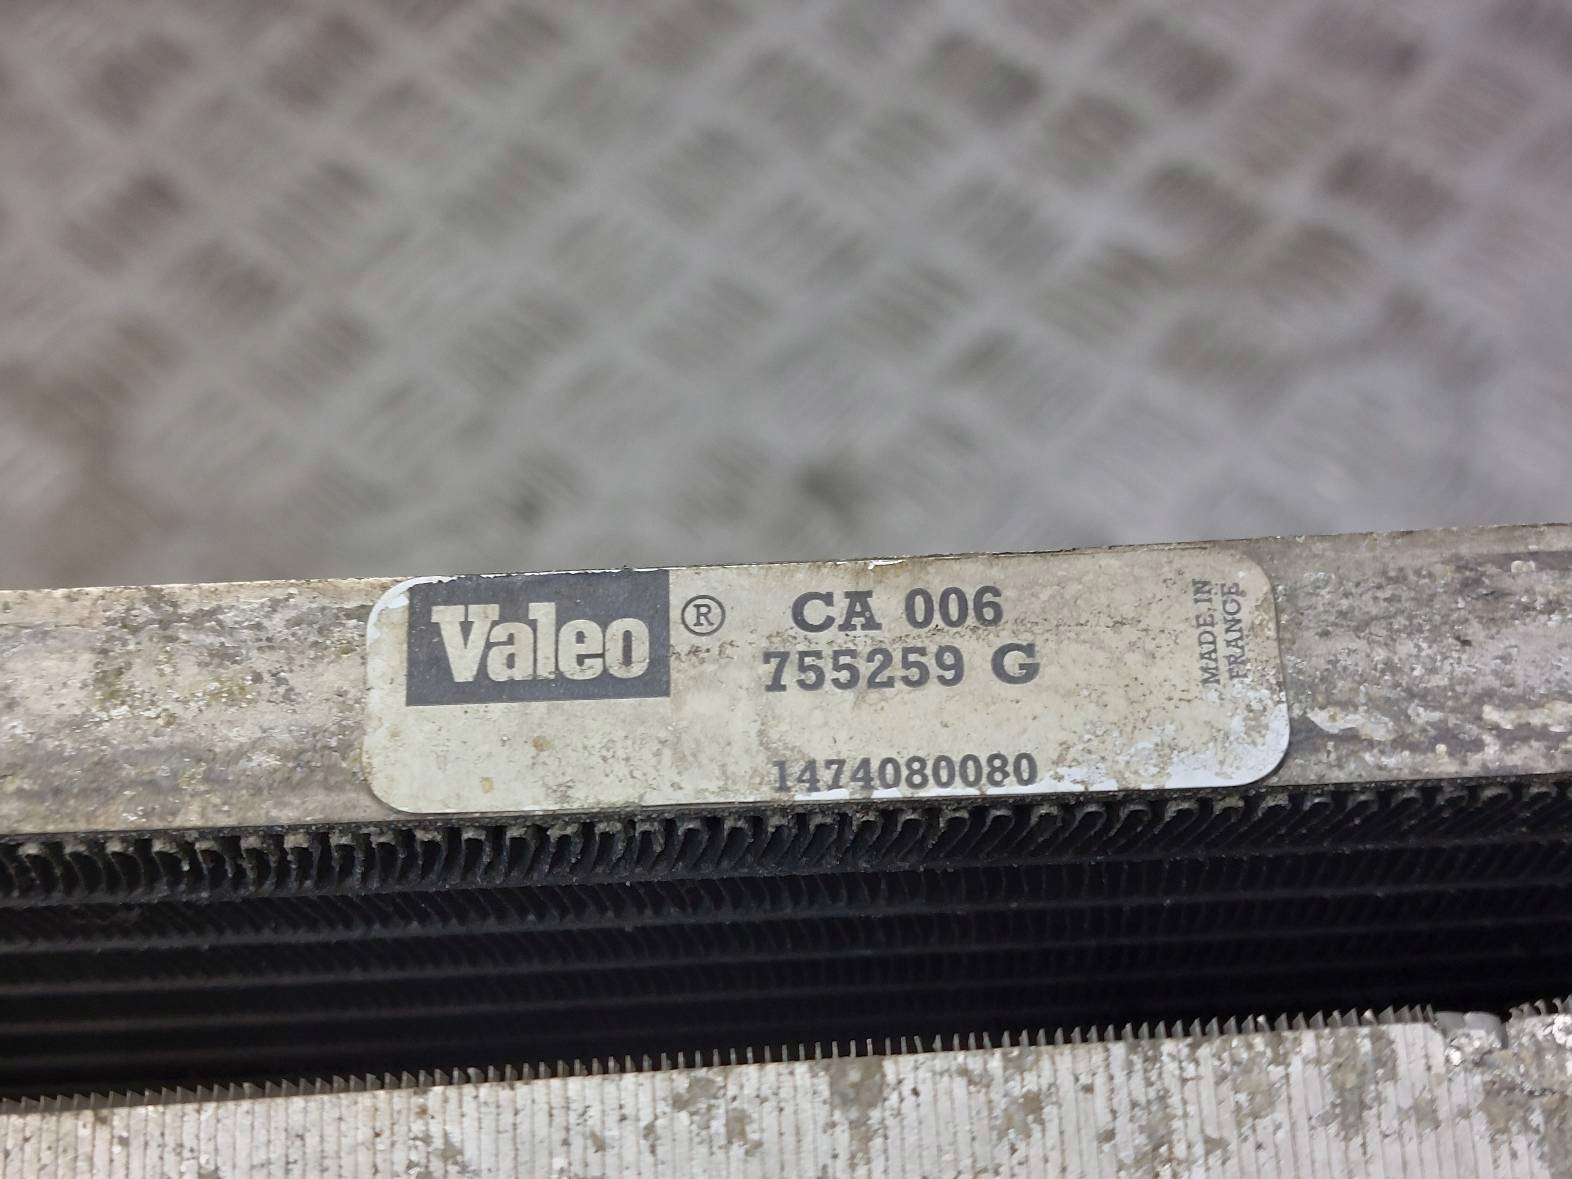 Valeo ® CA 006
755259 G
1474080080
MADE IN
FRANCE